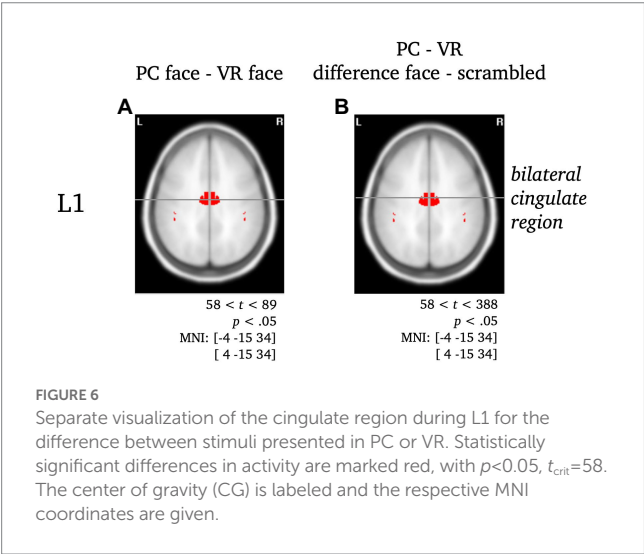 PC face - VR face
PC - VR
difference face - scrambled
A
B
L
R
L
R
L1
bilateral
cingulate
region
58 < t < 89
p < .05
MNI: [-4 -15 34]
[ 4 -15 34]
58 < t < 388
p < .05
MNI: [-4 -15 34]
[ 4 -15 34]
FIGURE 6
Separate visualization of the cingulate region during L1 for the
difference between stimuli presented in PC or VR. Statistically
significant differences in activity are marked red, with p<0.05, tcrit=58.
The center of gravity (CG) is labeled and the respective MNI
coordinates are given.